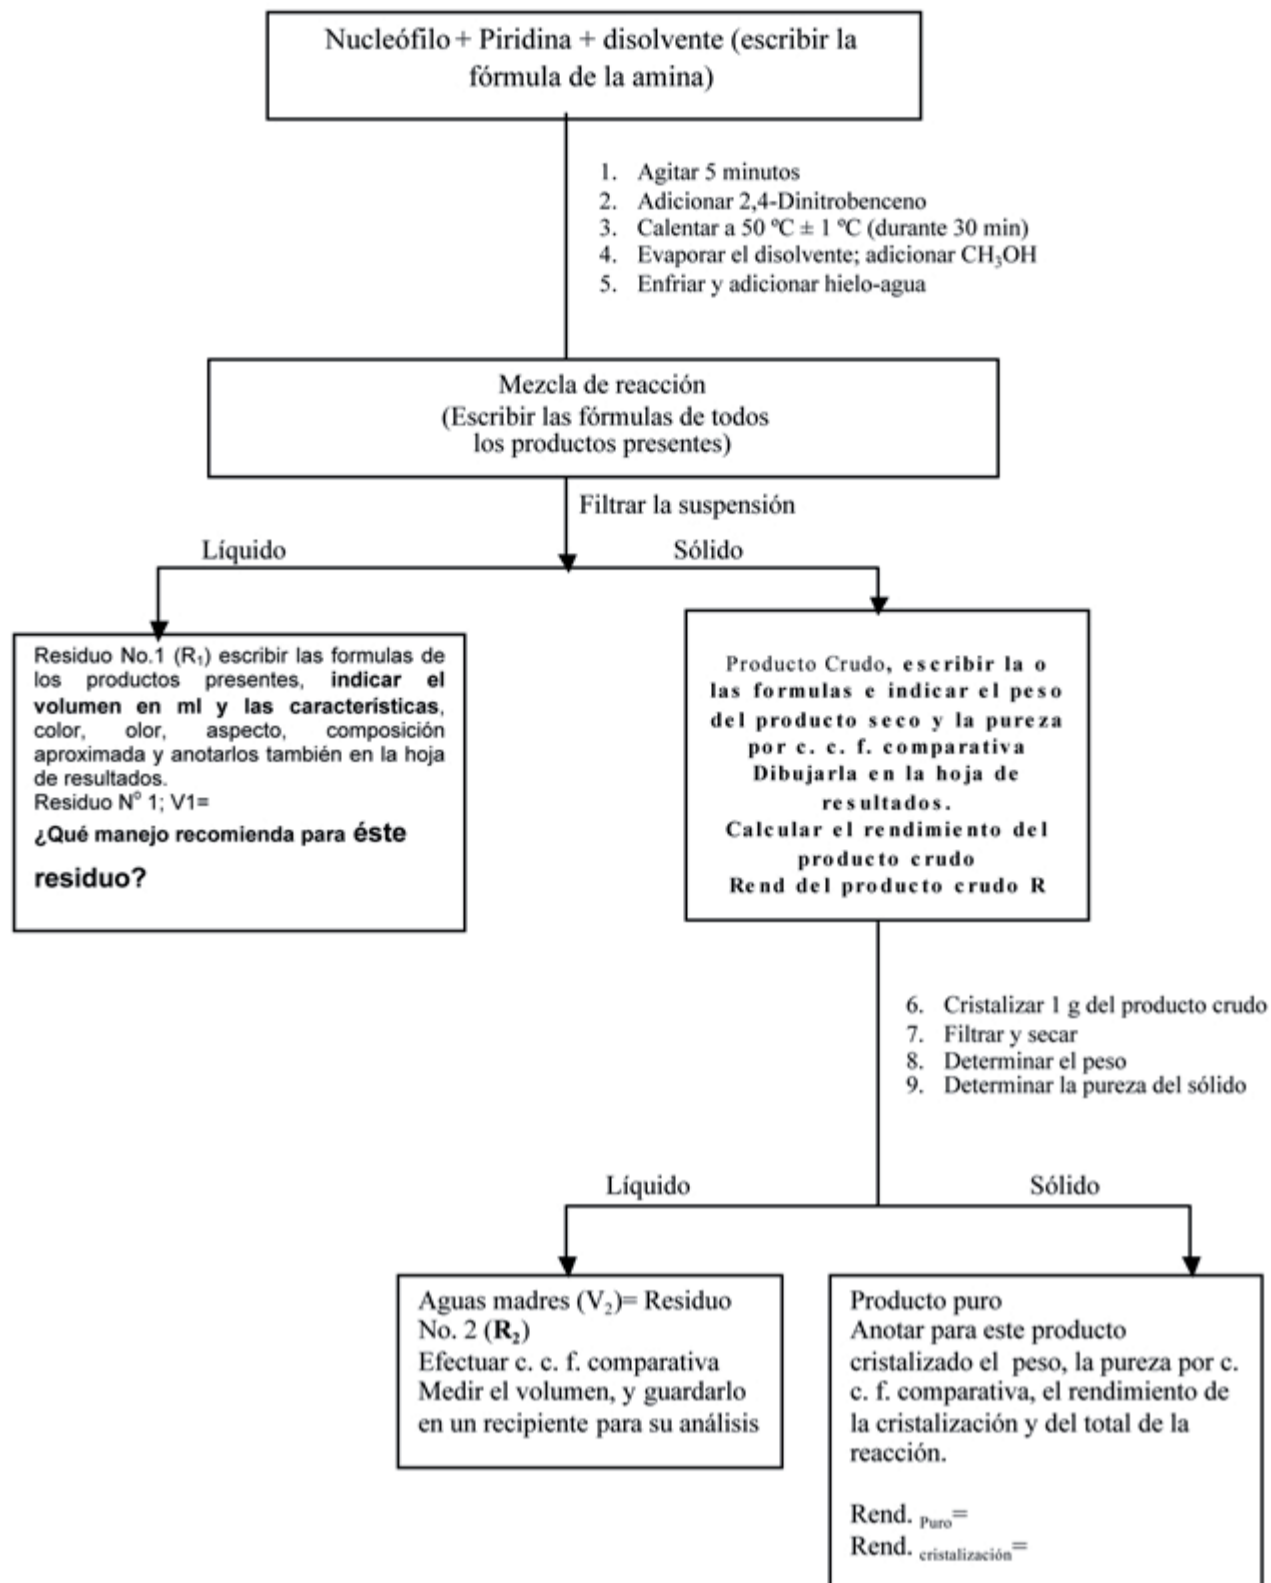 Nucleófilo + Piridina + disolvente (escribir la
fórmula de la amina)
1. Agitar 5 minutos
2. Adicionar 2,4-Dinitrobenceno
3. Calentar a 50 ºC ± 1 ºC (durante 30 min)
4. Evaporar el disolvente; adicionar CH₃OH
5. Enfriar y adicionar hielo-agua
Mezcla de reacción
(Escribir las fórmulas de todos
los productos presentes)
Filtrar la suspensión
Líquido
Sólido
Residuo No.1 (R₁) escribir las formulas de
los productos presentes, indicar el
volumen en ml y las características,
color, olor, aspecto, composición
aproximada y anotarlos también en la hoja
de resultados.
Residuo N° 1; V1=
¿Qué manejo recomienda para éste
residuo?
Producto Crudo, escribir la o
las formulas e indicar el peso
del producto seco y la pureza
por c. c. f. comparativa
Dibujarla en la hoja de
resultados.
Calcular el rendimiento del
producto crudo
Rend del producto crudo R
6. Cristalizar 1 g del producto crudo
7. Filtrar y secar
8. Determinar el peso
9. Determinar la pureza del sólido
Líquido
Sólido
Aguas madres (V₂)= Residuo
No. 2 (R₂)
Efectuar c. c. f. comparativa
Medir el volumen, y guardarlo
en un recipiente para su análisis
Producto puro
Anotar para este producto
cristalizado el peso, la pureza por c.
c. f. comparativa, el rendimiento de
la cristalización y del total de la
reacción.
Rend. Puro=
Rend. cristalización=